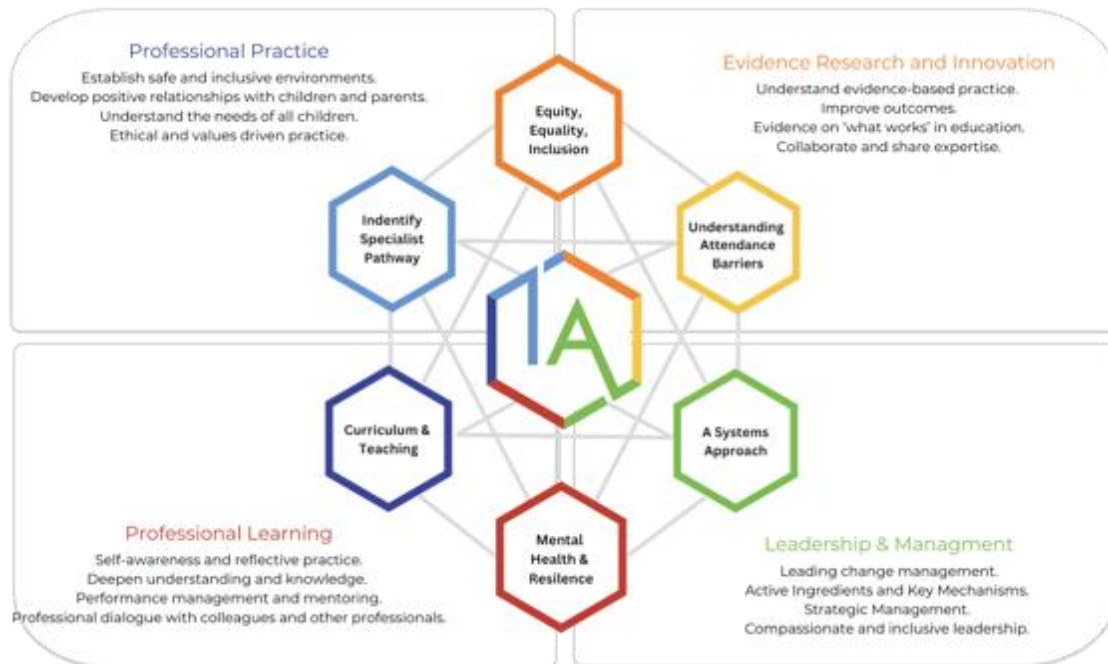 Professional Practice
Establish safe and inclusive environments.
Develop positive relationships with children and parents.
Understand the needs of all children.
Ethical and values driven practice.
Evidence Research and Innovation
Understand evidence-based practice.
Improve outcomes.
Evidence on 'what works' in education.
Collaborate and share expertise.
Equity,
Equality,
Inclusion
Indentify
Specialist
Pathway
Understanding
Attendance
Barriers
1A
Curriculum &
Teaching
A Systems
Approach
Mental
Health &
Resilence
Professional Learning
Self-awareness and reflective practice.
Deepen understanding and knowledge.
Performance management and mentoring.
Professional dialogue with colleagues and other professionals.
Leadership & Managment
Leading change management.
Active Ingredients and Key Mechanisms.
Strategic Management.
Compassionate and inclusive leadership.